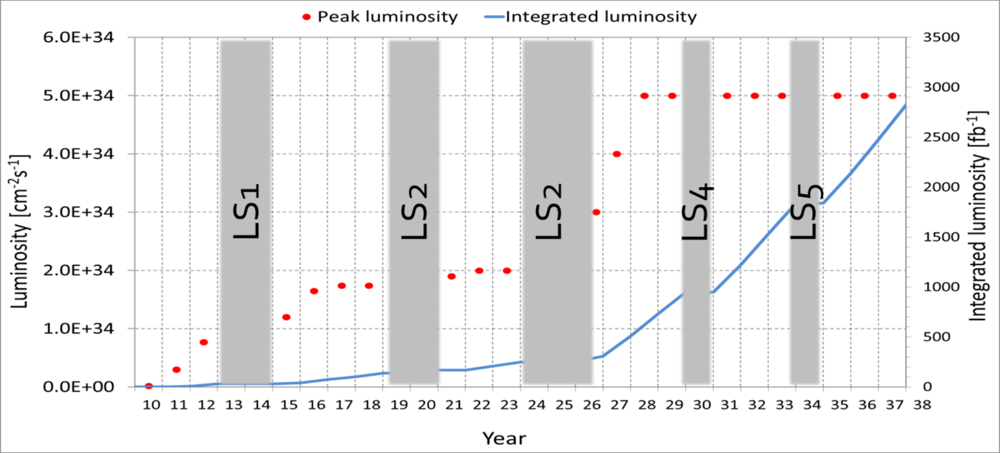 Peak luminosity Integrated luminosity
6.0E+34
5.0E+34
4.0E+34
3.0E+34
2.0E+34
1.0E+34
0.0E+00
Luminosity [cm-2s-1]
LS1
LS2
LS2
LS4
LS5
3500
3000
2500
2000
1500
1000
500
0
Integrated luminosity [fb-1]
10 11 12 13 14 15 16 17 18 19 20 21 22 23 24 25 26 27 28 29 30 31 32 33 34 35 36 37 38
Year